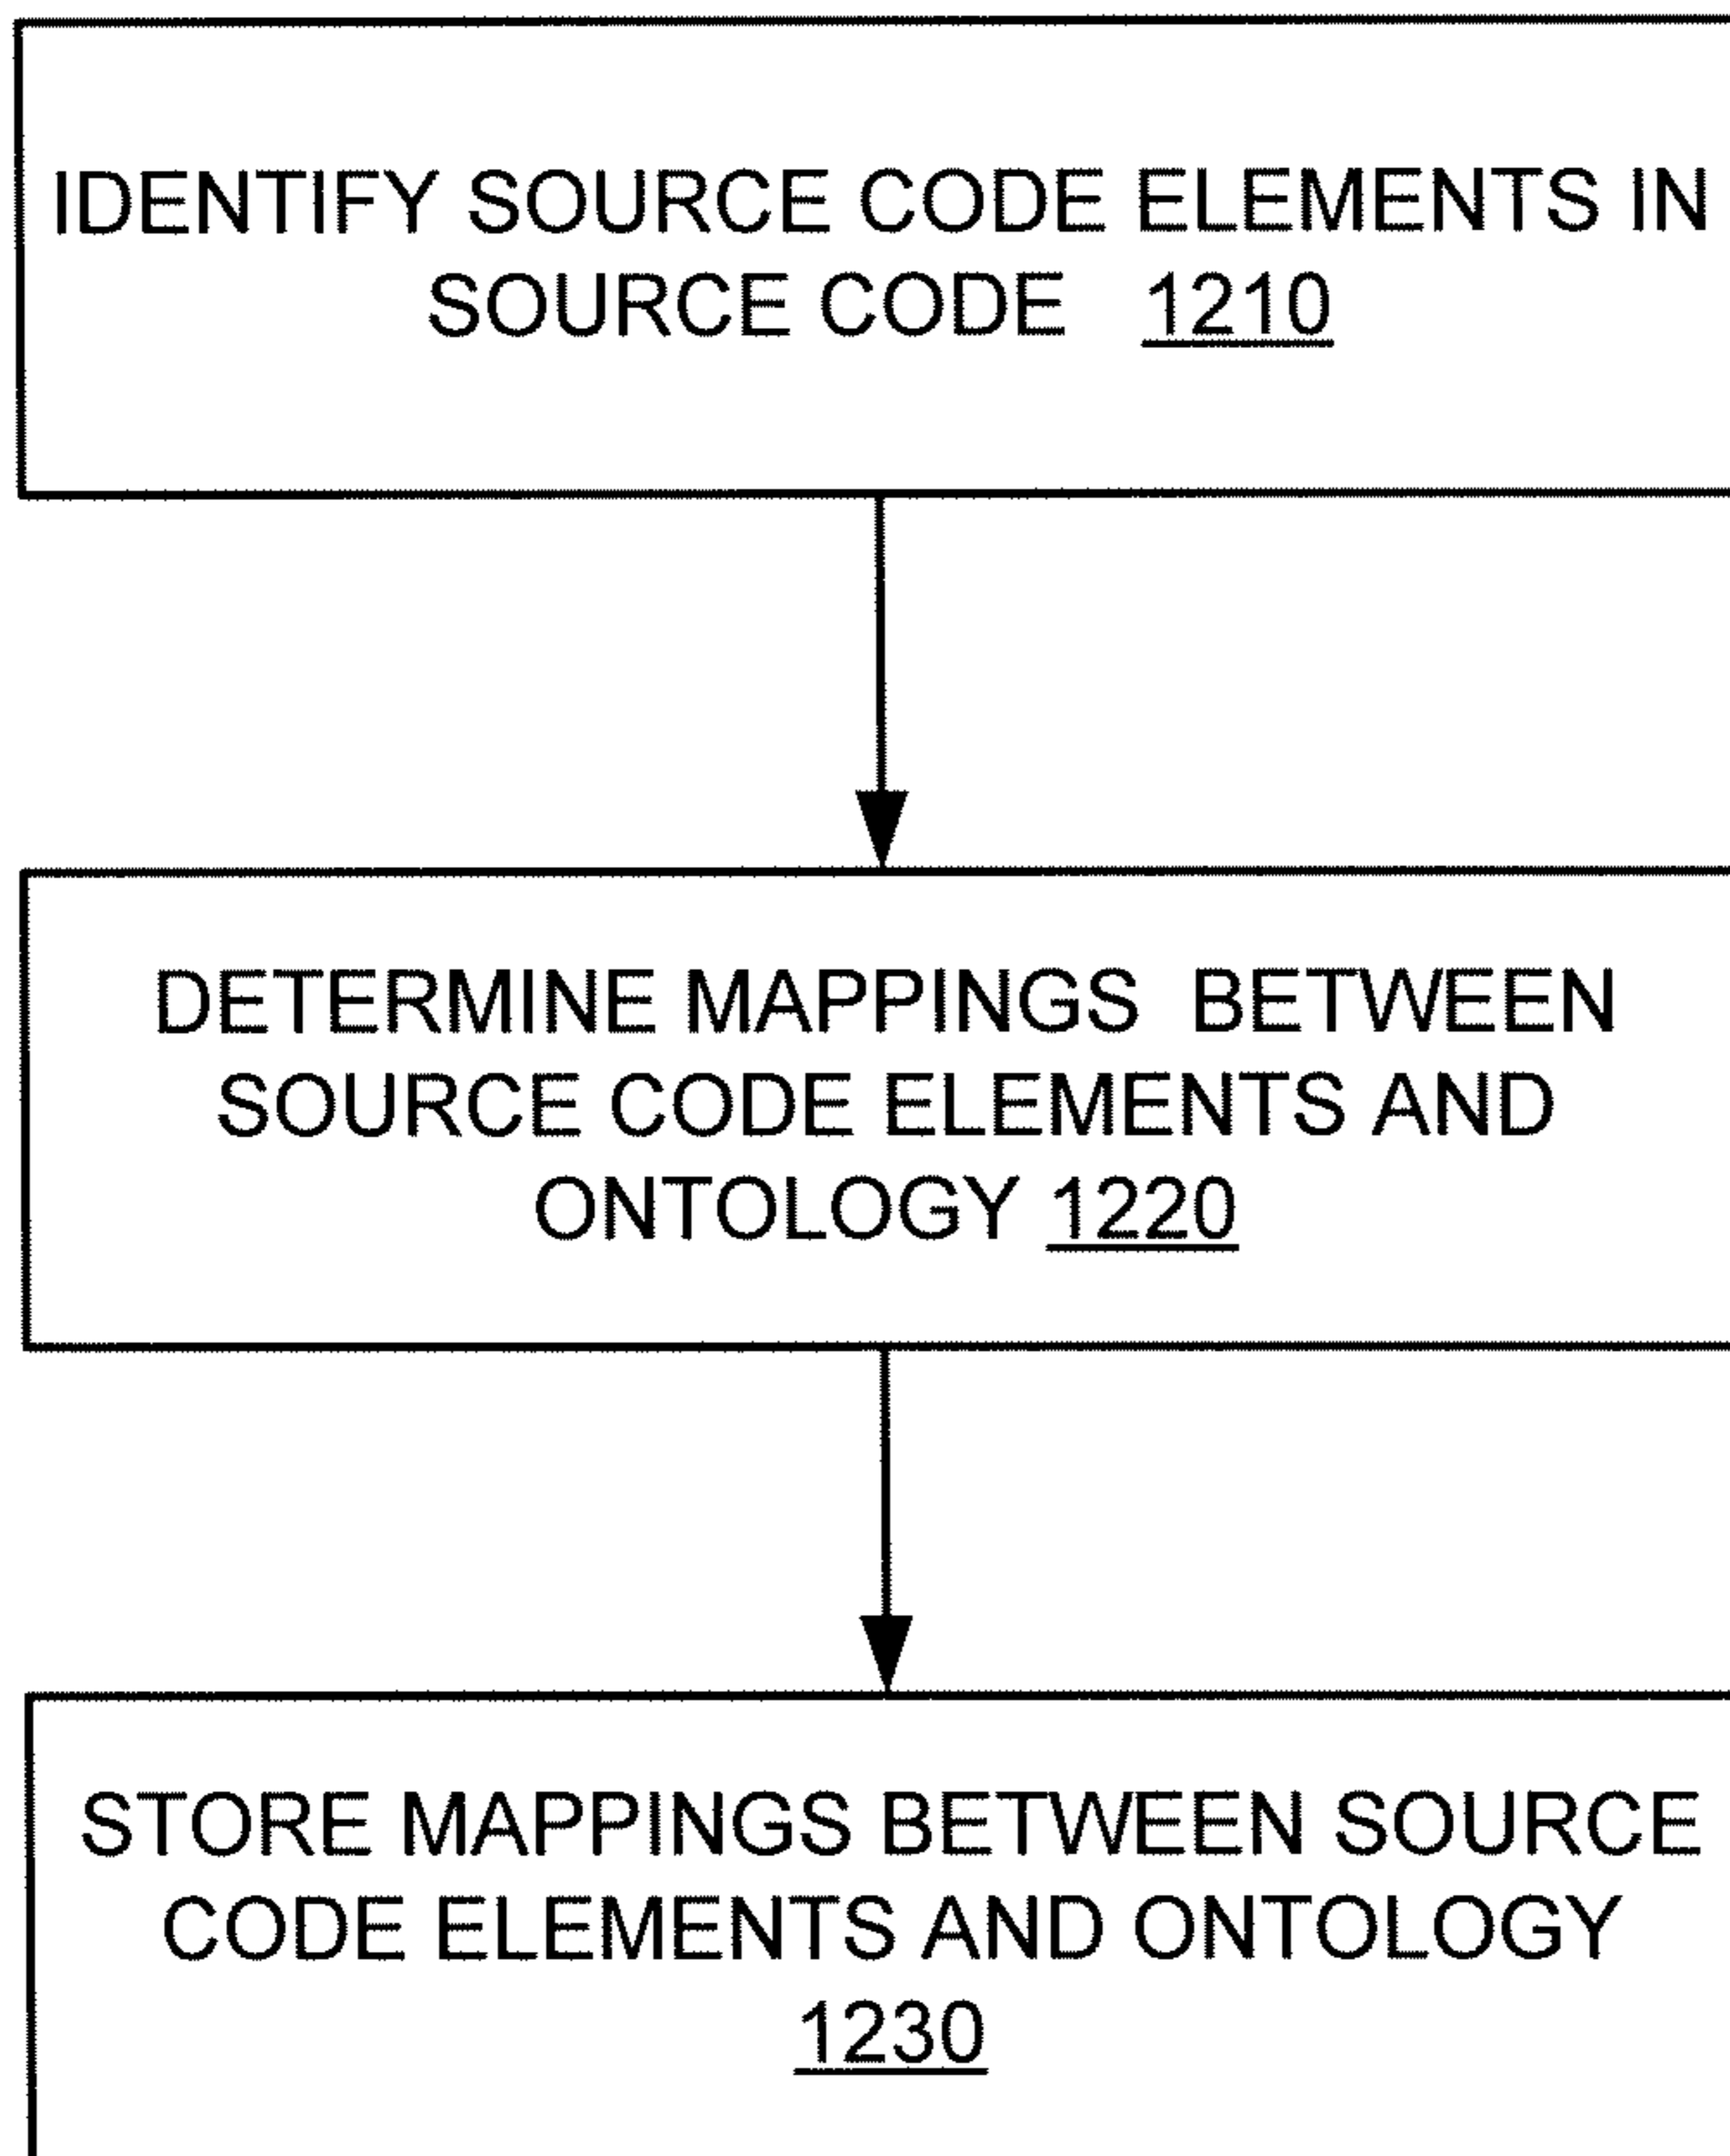 IDENTIFY SOURCE CODE ELEMENTS IN
SOURCE CODE 1210
DETERMINE MAPPINGS BETWEEN
SOURCE CODE ELEMENTS AND
ONTOLOGY 1220
STORE MAPPINGS BETWEEN SOURCE
CODE ELEMENTS AND ONTOLOGY
1230